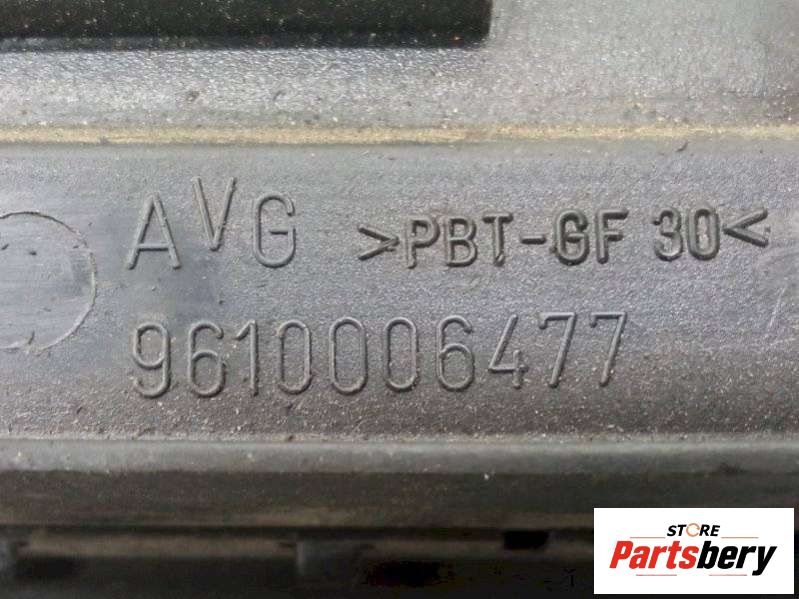 AVG >PBT-GF 30<
9610006477
STORE
Partsbery